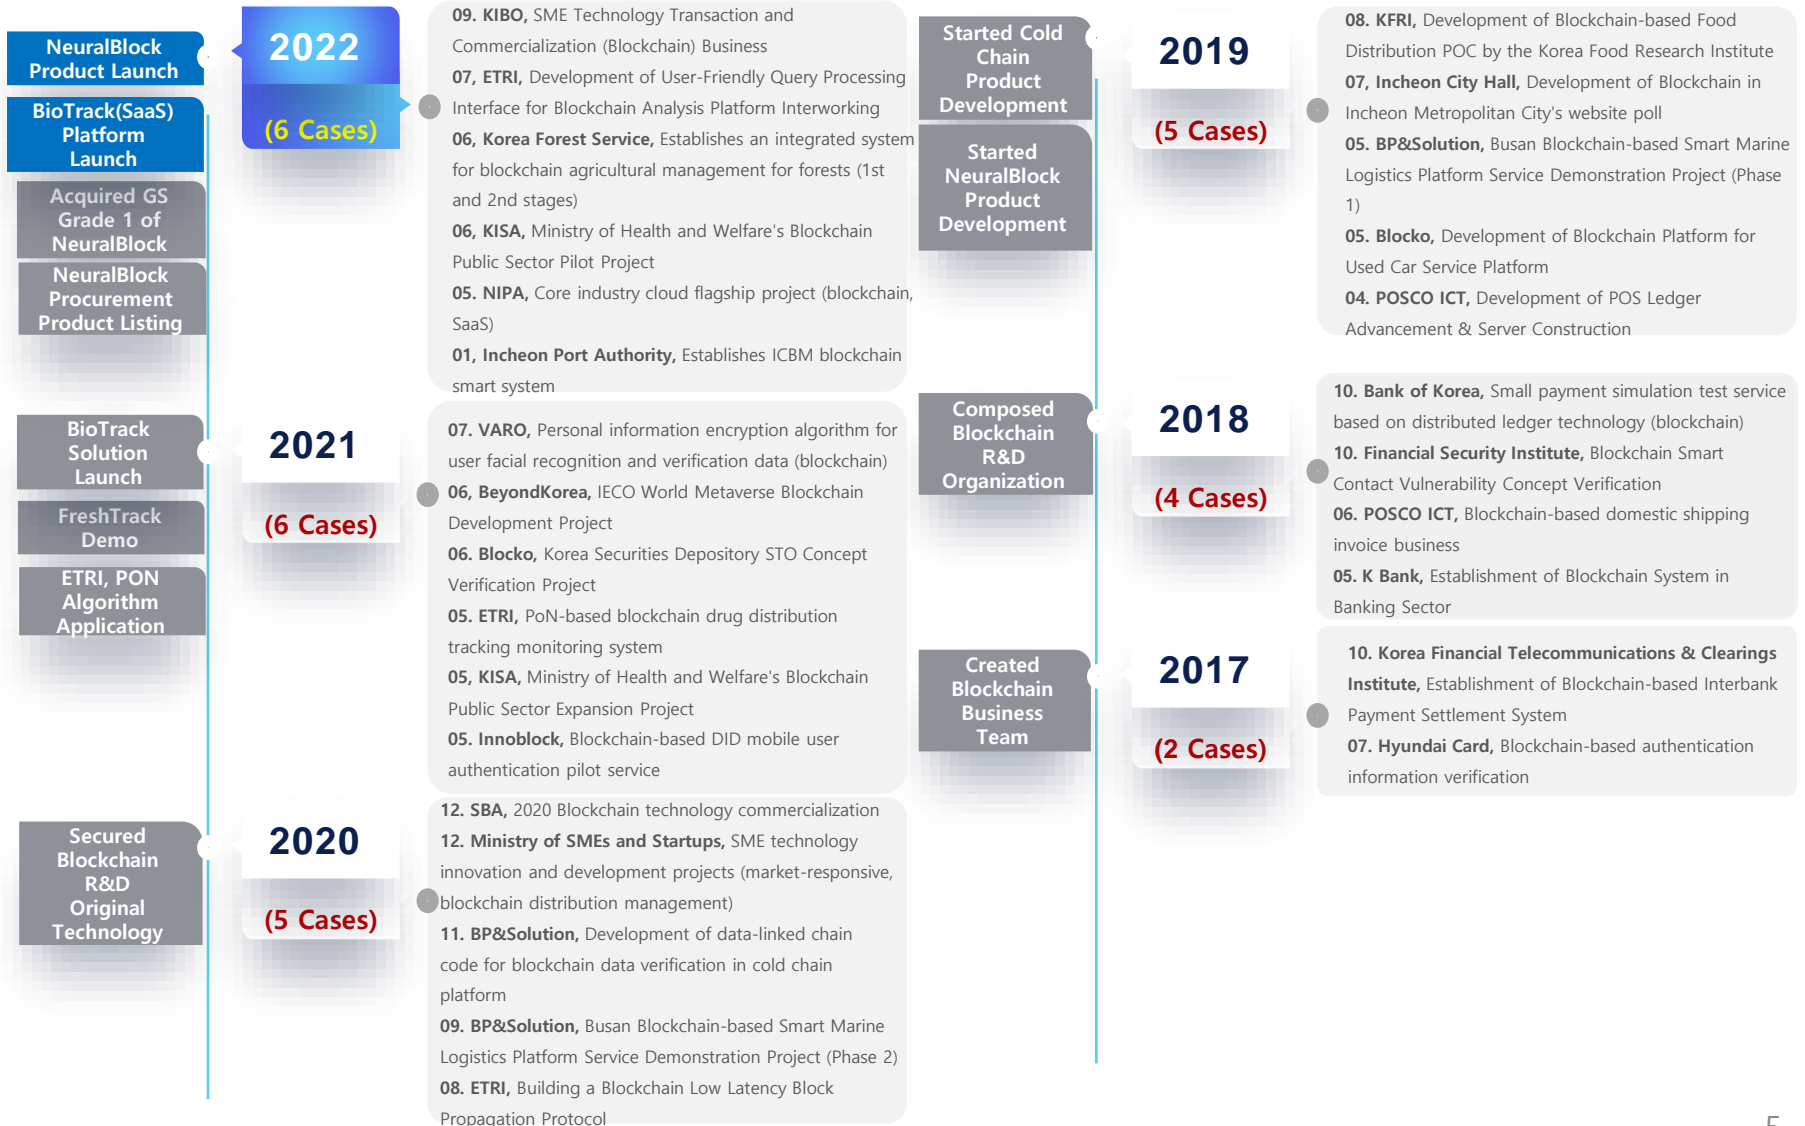 NeuralBlock
Product Launch
BioTrack(SaaS)
Platform
Launch
Acquired GS
Grade 1 of
NeuralBlock
NeuralBlock
Procurement
Product Listing
2022
(6 Cases)
09. KIBO, SME Technology Transaction and
Commercialization (Blockchain) Business
07, ETRI, Development of User-Friendly Query Processing
Interface for Blockchain Analysis Platform Interworking
06, Korea Forest Service, Establishes an integrated system
for blockchain agricultural management for forests (1st
and 2nd stages)
06, KISA, Ministry of Health and Welfare's Blockchain
Public Sector Pilot Project
05. NIPA, Core industry cloud flagship project (blockchain,
SaaS)
01, Incheon Port Authority, Establishes ICBM blockchain
smart system
BioTrack
Solution
Launch
FreshTrack
Demo
ETRI, PON
Algorithm
Application
2021
(6 Cases)
07. VARO, Personal information encryption algorithm for
user facial recognition and verification data (blockchain)
06, BeyondKorea, IECO World Metaverse Blockchain
Development Project
06. Blocko, Korea Securities Depository STO Concept
Verification Project
05. ETRI, PoN-based blockchain drug distribution
tracking monitoring system
05, KISA, Ministry of Health and Welfare's Blockchain
Public Sector Expansion Project
05. Innoblock, Blockchain-based DID mobile user
authentication pilot service
Secured
Blockchain
R&D
Original
Technology
2020
(5 Cases)
12. SBA, 2020 Blockchain technology commercialization
12. Ministry of SMEs and Startups, SME technology
innovation and development projects (market-responsive,
blockchain distribution management)
11. BP&Solution, Development of data-linked chain
code for blockchain data verification in cold chain
platform
09. BP&Solution, Busan Blockchain-based Smart Marine
Logistics Platform Service Demonstration Project (Phase 2)
08. ETRI, Building a Blockchain Low Latency Block
Propagation Protocol
Started Cold
Chain
Product
Development
Started
NeuralBlock
Product
Development
2019
(5 Cases)
08. KFRI, Development of Blockchain-based Food
Distribution POC by the Korea Food Research Institute
07, Incheon City Hall, Development of Blockchain in
Incheon Metropolitan City's website poll
05. BP&Solution, Busan Blockchain-based Smart Marine
Logistics Platform Service Demonstration Project (Phase
1)
05. Blocko, Development of Blockchain Platform for
Used Car Service Platform
04. POSCO ICT, Development of POS Ledger
Advancement & Server Construction
Composed
Blockchain
R&D
Organization
2018
(4 Cases)
10. Bank of Korea, Small payment simulation test service
based on distributed ledger technology (blockchain)
10. Financial Security Institute, Blockchain Smart
Contact Vulnerability Concept Verification
06. POSCO ICT, Blockchain-based domestic shipping
invoice business
05. K Bank, Establishment of Blockchain System in
Banking Sector
Created
Blockchain
Business
Team
2017
(2 Cases)
10. Korea Financial Telecommunications & Clearings
Institute, Establishment of Blockchain-based Interbank
Payment Settlement System
07. Hyundai Card, Blockchain-based authentication
information verification